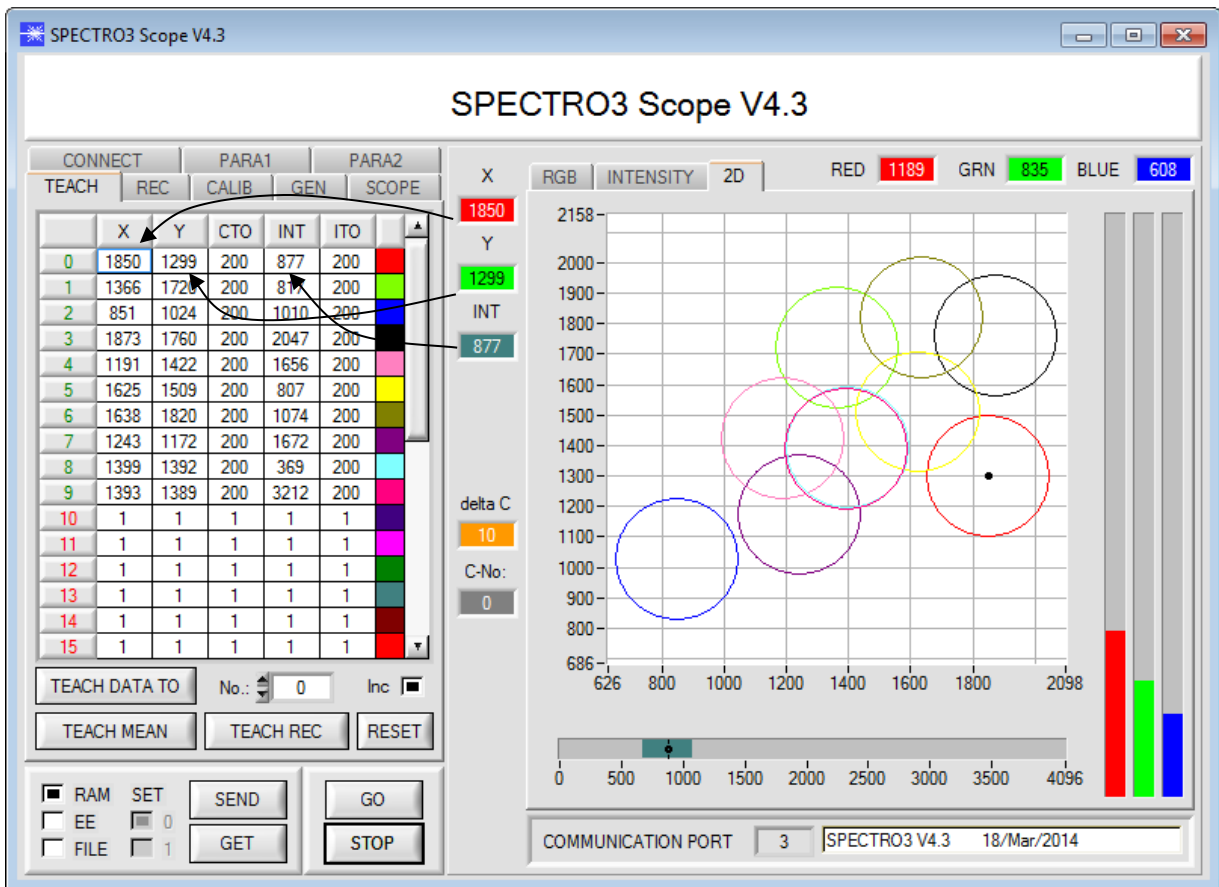 SPECTRO3 Scope V4.3
SPECTRO3 Scope V4.3
CONNECT PARA1 PARA2
TEACH REC CALIB GEN SCOPE
X Y CTO INT ITO
0 1850 1299 200 877 200
1 1366 1720 200 817 200
2 851 1024 200 1010 200
3 1873 1760 200 2047 200
4 1191 1422 200 1656 200
5 1625 1509 200 807 200
6 1638 1820 200 1074 200
7 1243 1172 200 1672 200
8 1399 1392 200 369 200
9 1393 1389 200 3212 200
10 1 1 1 1 1
11 1 1 1 1 1
12 1 1 1 1 1
13 1 1 1 1 1
14 1 1 1 1 1
15 1 1 1 1 1
TEACH DATA TO No.: 0 Inc
TEACH MEAN TEACH REC RESET
RAM SET SEND GO
EE 0
FILE 1 GET STOP
X
1850
Y
1299
INT
877
delta C
10
C-No:
0
RGB INTENSITY 2D RED 1189 GRN 835 BLUE 608
2158
2000
1900
1800
1700
1600
1500
1400
1300
1200
1100
1000
900
800
686
626 800 1000 1200 1400 1600 1800 2098
0 500 1000 1500 2000 2500 3000 3500 4096
COMMUNICATION PORT 3 SPECTRO3 V4.3 18/Mar/2014